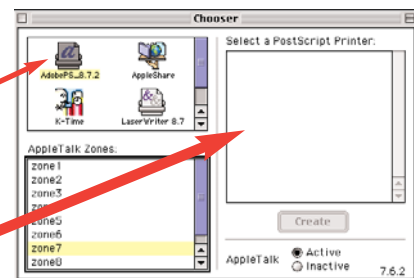 Chooser
Select a PostScript Printer:
AdobePS_8.7.2
AppleShare
K-Time
LaserWriter 8.7
AppleTalk Zones:
zone1
zone2
zone3
zone5
zone6
zone7
zone8
Create
AppleTalk
Active
Inactive
7.6.2